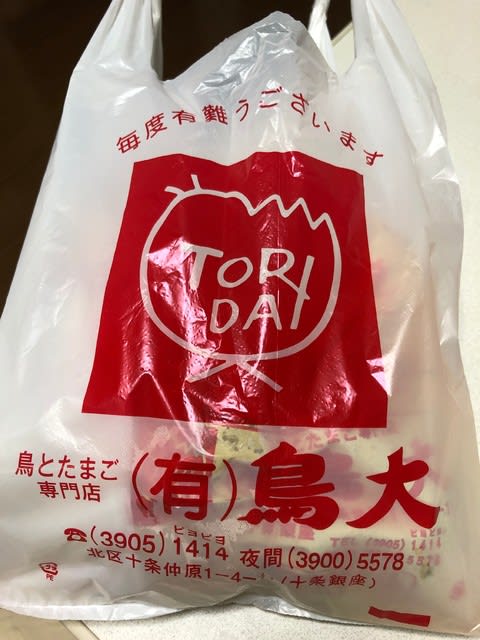 毎度有難うございます
TORI
DAI
鳥とたまご
専門店
(有)鳥大
ピヨピヨ
☎(3905)1414 夜間(3900)5578
北区十条仲原1-4- (十条銀座)